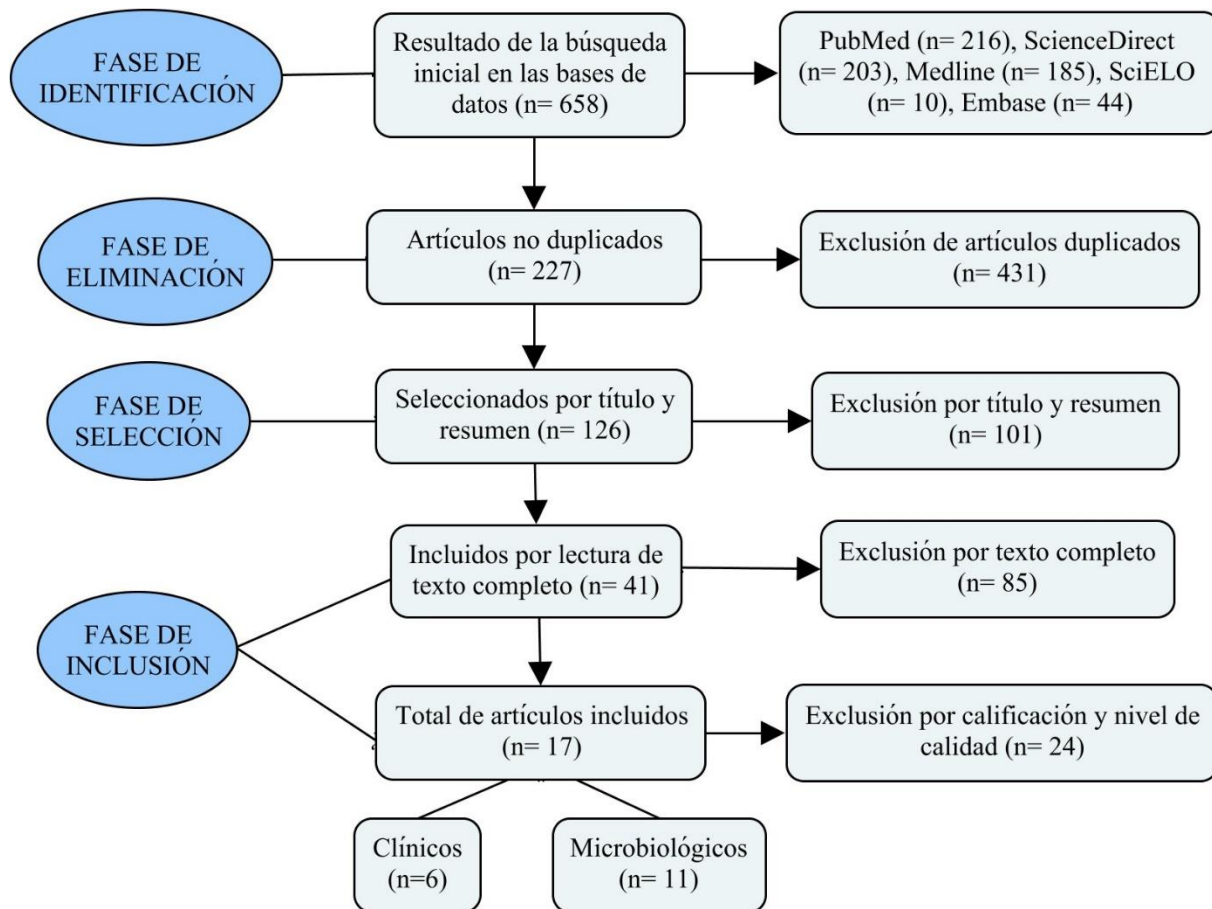 FASE DE
IDENTIFICACIÓN
Resultado de la búsqueda
inicial en las bases de
datos (n= 658)
PubMed (n= 216), ScienceDirect
(n= 203), Medline (n= 185), SciELO
(n= 10), Embase (n= 44)
FASE DE
ELIMINACIÓN
Artículos no duplicados
(n= 227)
Exclusión de artículos duplicados
(n= 431)
FASE DE
SELECCIÓN
Seleccionados por título y
resumen (n= 126)
Exclusión por título y resumen
(n= 101)
FASE DE
INCLUSIÓN
Incluidos por lectura de
texto completo (n= 41)
Exclusión por texto completo
(n= 85)
Total de artículos incluidos
(n= 17)
Exclusión por calificación y nivel de
calidad (n= 24)
Clínicos
(n=6)
Microbiológicos
(n= 11)